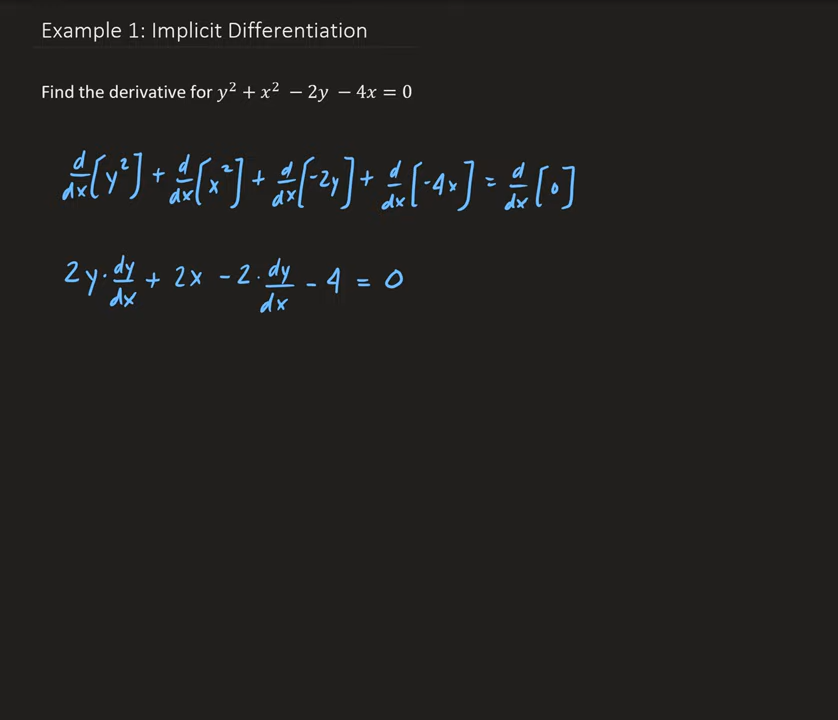 Example 1: Implicit Differentiation
Find the derivative for y² + x² − 2y − 4x = 0
d/dx [y²] + d/dx [x²] + d/dx [-2y] + d/dx [-4x] = d/dx [0]
2y · dy/dx + 2x - 2 · dy/dx - 4 = 0